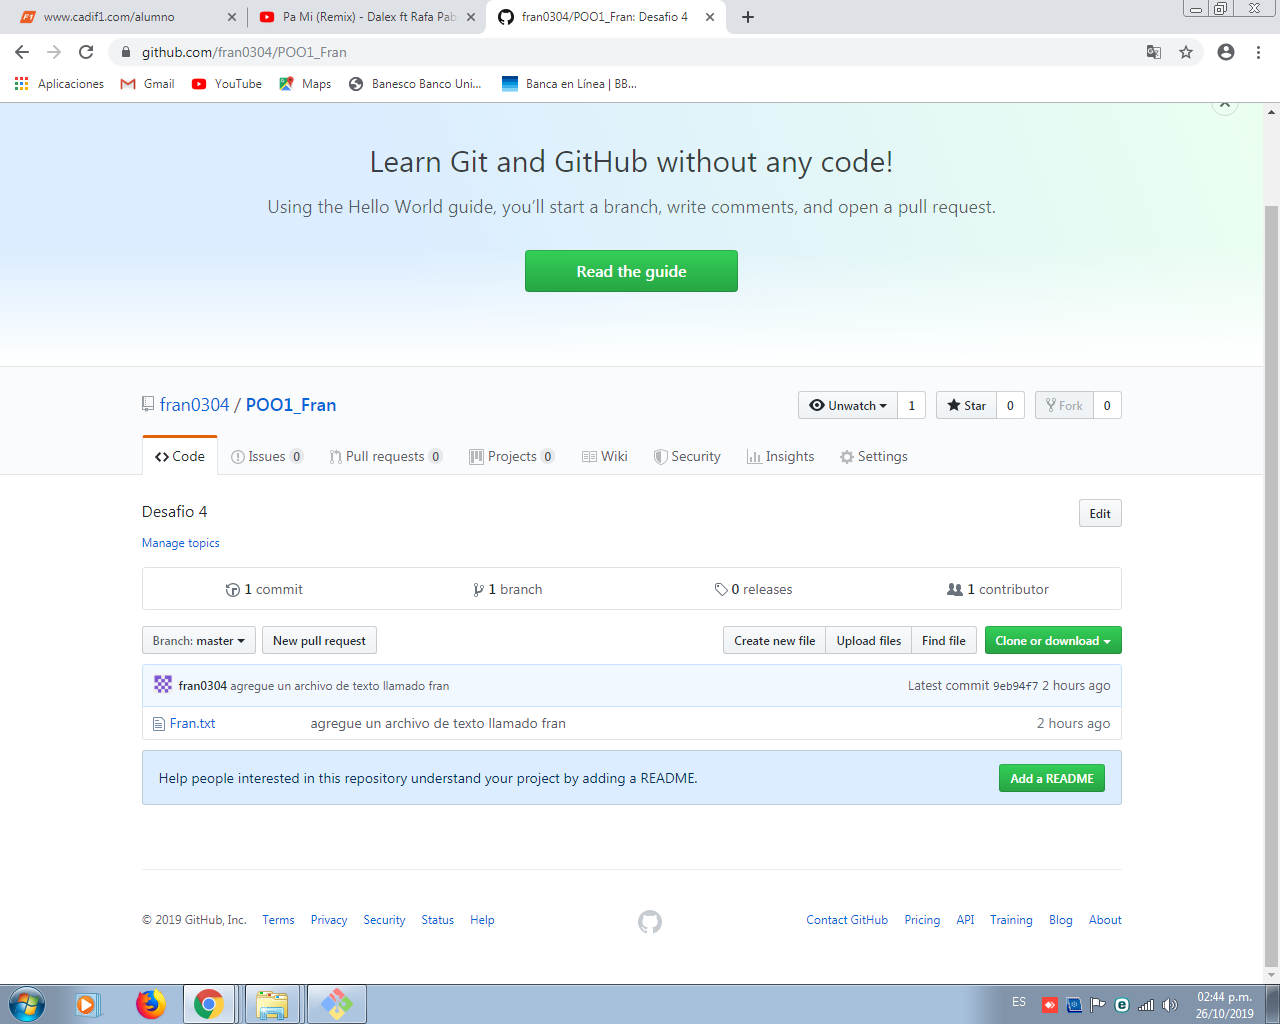 www.cadif1.com/alumno
Pa Mi (Remix) - Dalex ft Rafa Pab
fran0304/POO1_Fran: Desafio 4
github.com/fran0304/POO1_Fran
Aplicaciones
Gmail
YouTube
Maps
Banesco Banco Uni...
Banca en Línea | BB...
Learn Git and GitHub without any code!
Using the Hello World guide, you’ll start a branch, write comments, and open a pull request.
Read the guide
fran0304 / POO1_Fran
Unwatch 1
Star 0
Fork 0
Code
Issues 0
Pull requests 0
Projects 0
Wiki
Security
Insights
Settings
Desafio 4
Edit
Manage topics
1 commit
1 branch
0 releases
1 contributor
Branch: master
New pull request
Create new file
Upload files
Find file
Clone or download
fran0304 agregue un archivo de texto llamado fran
Latest commit 9eb94f7 2 hours ago
Fran.txt
agregue un archivo de texto llamado fran
2 hours ago
Help people interested in this repository understand your project by adding a README.
Add a README
© 2019 GitHub, Inc.
Terms
Privacy
Security
Status
Help
Contact GitHub
Pricing
API
Training
Blog
About
ES
02:44 p.m.
26/10/2019